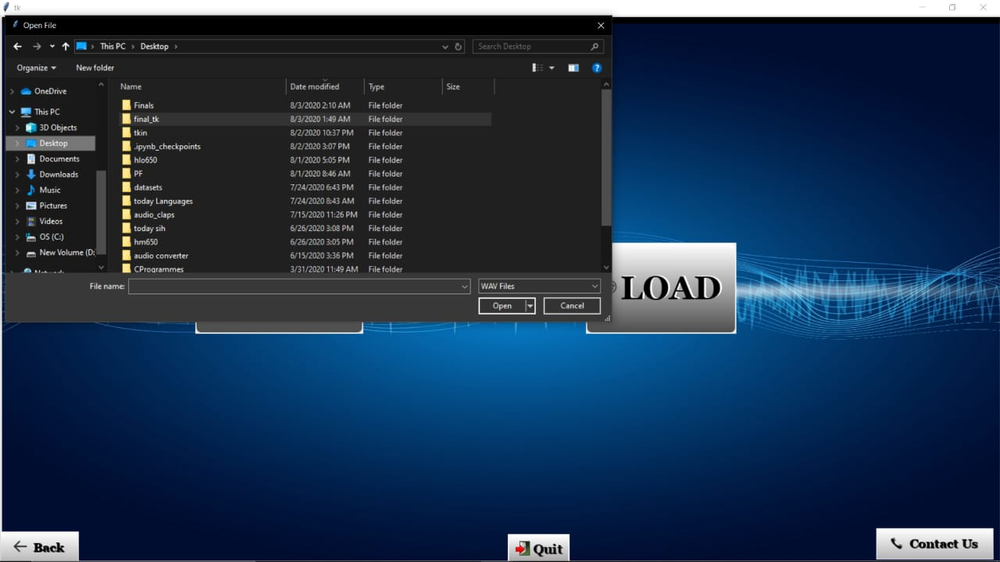 tk
Open File
This PC Desktop
Search Desktop
Organize
New folder
?
Name Date modified Type Size
OneDrive
This PC
3D Objects
Desktop
Documents
Downloads
Music
Pictures
Videos
OS (C:)
New Volume (D:
Network
Finals 8/3/2020 2:10 AM File folder
final_tk 8/3/2020 1:49 AM File folder
tkin 8/2/2020 10:37 PM File folder
.ipynb_checkpoints 8/2/2020 3:07 PM File folder
hlo650 8/1/2020 5:05 PM File folder
PF 8/1/2020 8:46 AM File folder
datasets 7/24/2020 6:43 PM File folder
today Languages 7/24/2020 8:43 AM File folder
audio_claps 7/15/2020 11:26 PM File folder
today sih 6/26/2020 3:08 PM File folder
hm650 6/26/2020 3:05 PM File folder
audio converter 6/15/2020 3:36 PM File folder
CProgrammes 3/31/2020 11:49 AM File folder
File name:
WAV Files
Open
Cancel
LOAD
Back
Quit
Contact Us